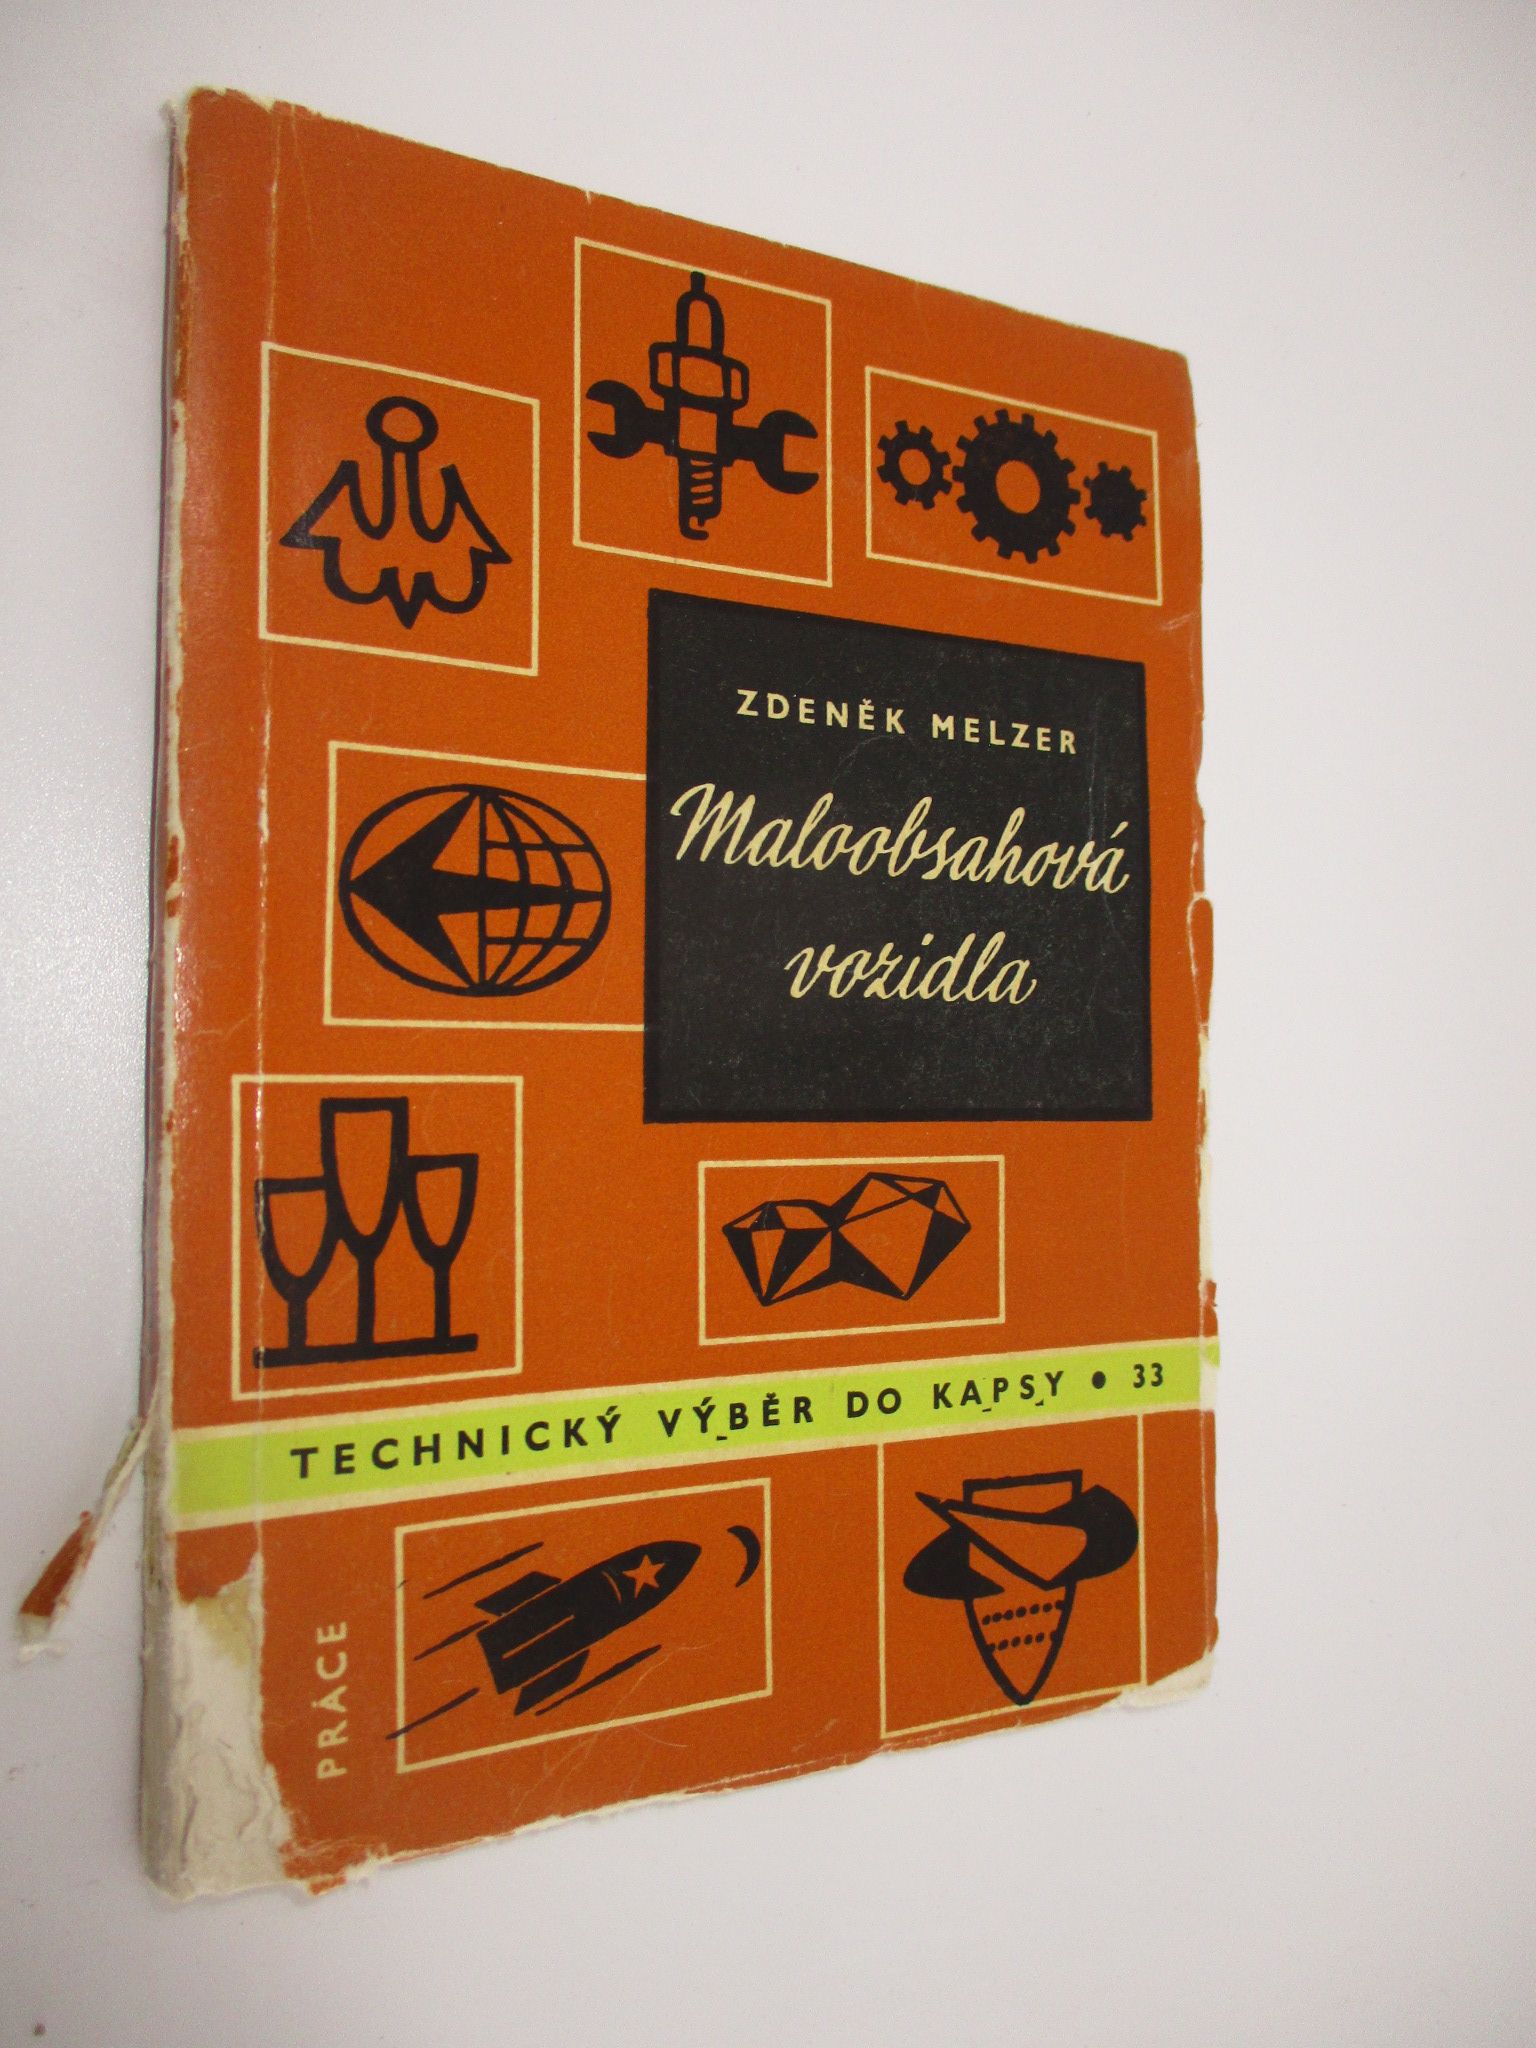 ZDENĚK MELZER
Maloobsahová
vozidla
TECHNICKÝ VÝBĚR DO KAPSY • 33
PRÁCE